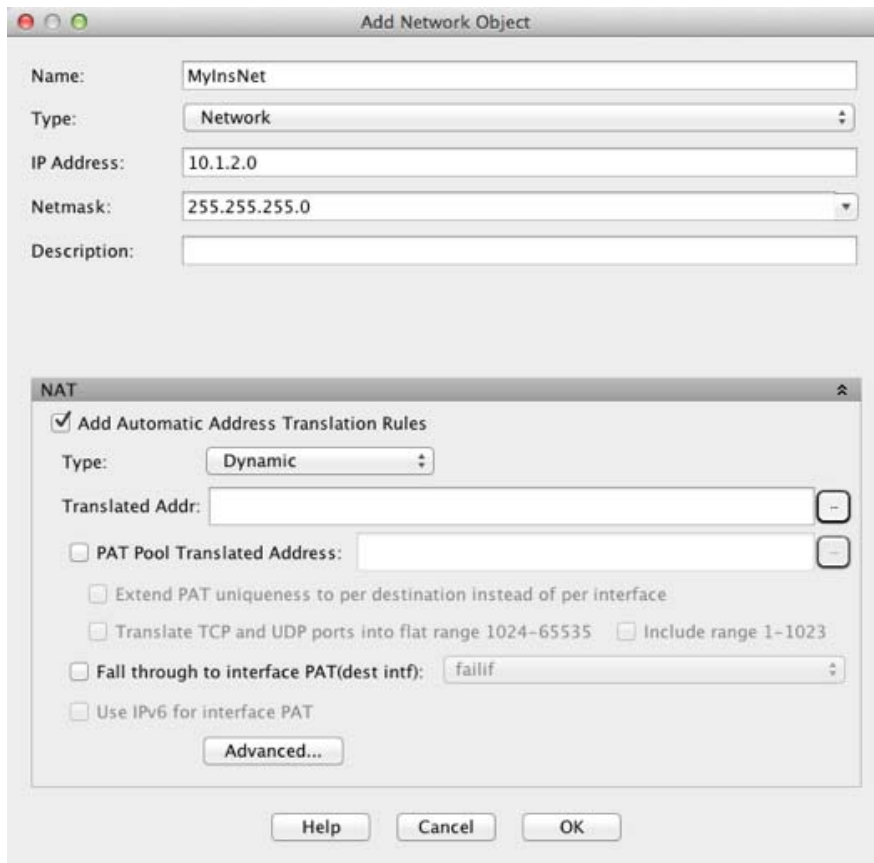 Add Network Object
Name: MyInsNet
Type: Network
IP Address: 10.1.2.0
Netmask: 255.255.255.0
Description:
NAT
Add Automatic Address Translation Rules
Type: Dynamic
Translated Addr: ...
PAT Pool Translated Address: ...
Extend PAT uniqueness to per destination instead of per interface
Translate TCP and UDP ports into flat range 1024-65535 Include range 1-1023
Fall through to interface PAT(dest intf): failif
Use IPv6 for interface PAT
Advanced...
Help Cancel OK